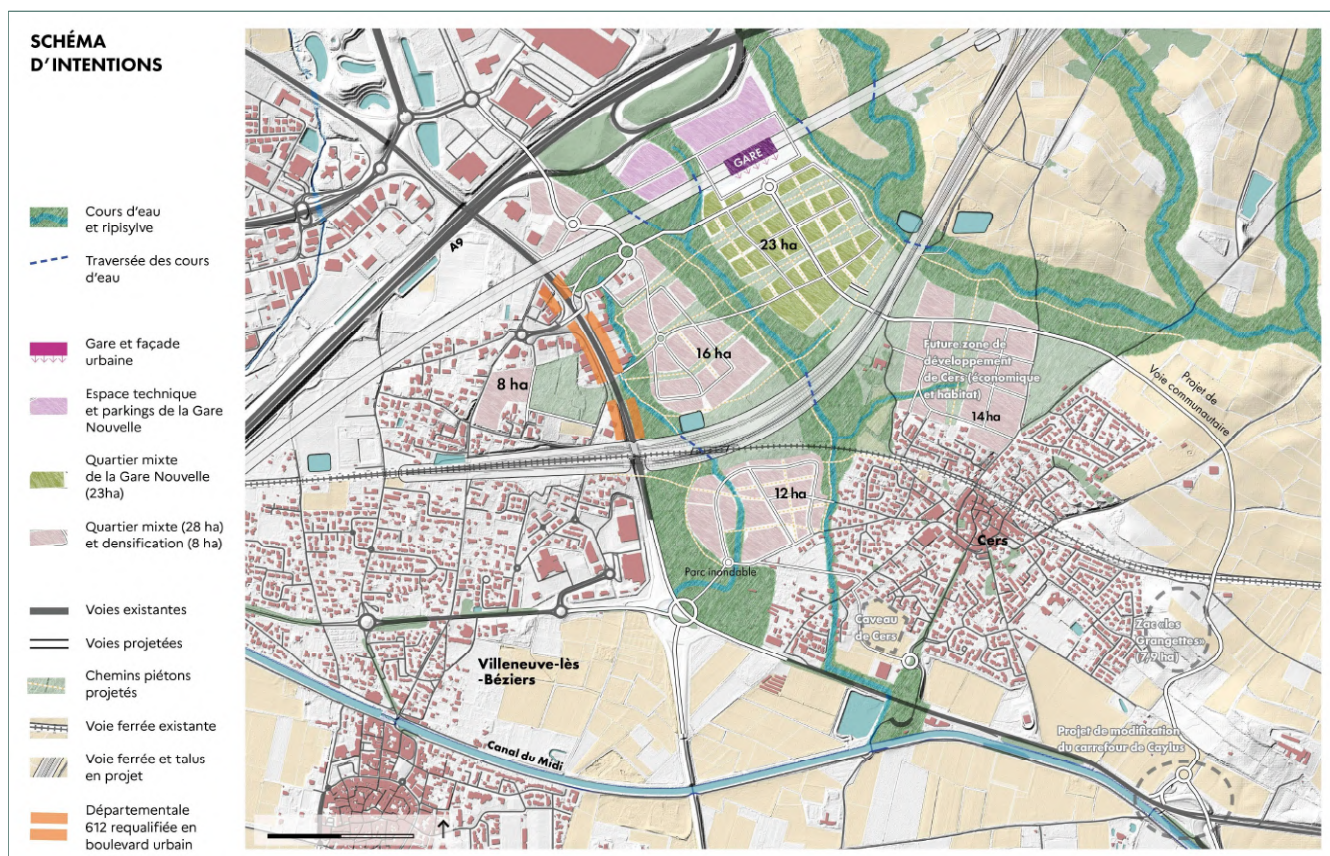 SCHÉMA
D'INTENTIONS
Cours d'eau
et ripisylve
Traversée des cours
d'eau
Gare et façade
urbaine
Espace technique
et parkings de la Gare
Nouvelle
Quartier mixte
de la Gare Nouvelle
(23ha)
Quartier mixte (28 ha)
et densification (8 ha)
Voies existantes
Voies projetées
Chemins piétons
projetés
Voie ferrée existante
Voie ferrée et talus
en projet
Départementale
612 requalifiée en
boulevard urbain
A9
GARE
23 ha
16 ha
8 ha
Future zone de
développement
de Cers (économique
et habitat)
14 ha
Projet de
Voie communautaire
12 ha
Cers
Parc inondable
Caveau
de Cers
Zac «les
Grangettes»
(7,9 ha)
Villeneuve-lès
-Béziers
Canal du Midi
Projet de modification
du carrefour de Caylus